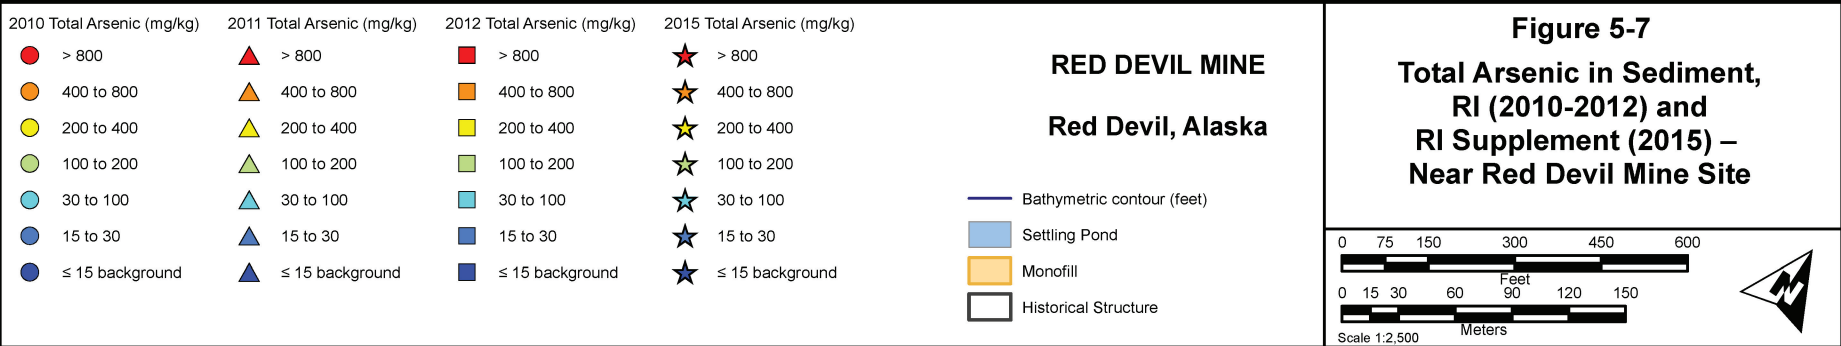 2010 Total Arsenic (mg/kg)
> 800
400 to 800
200 to 400
100 to 200
30 to 100
15 to 30
≤ 15 background
2011 Total Arsenic (mg/kg)
> 800
400 to 800
200 to 400
100 to 200
30 to 100
15 to 30
≤ 15 background
2012 Total Arsenic (mg/kg)
> 800
400 to 800
200 to 400
100 to 200
30 to 100
15 to 30
≤ 15 background
2015 Total Arsenic (mg/kg)
> 800
400 to 800
200 to 400
100 to 200
30 to 100
15 to 30
≤ 15 background
RED DEVIL MINE
Red Devil, Alaska
Bathymetric contour (feet)
Settling Pond
Monofill
Historical Structure
Figure 5-7
Total Arsenic in Sediment,
RI (2010-2012) and
RI Supplement (2015) –
Near Red Devil Mine Site
0 75 150 300 450 600
Feet
0 15 30 60 90 120 150
Meters
Scale 1:2,500
N